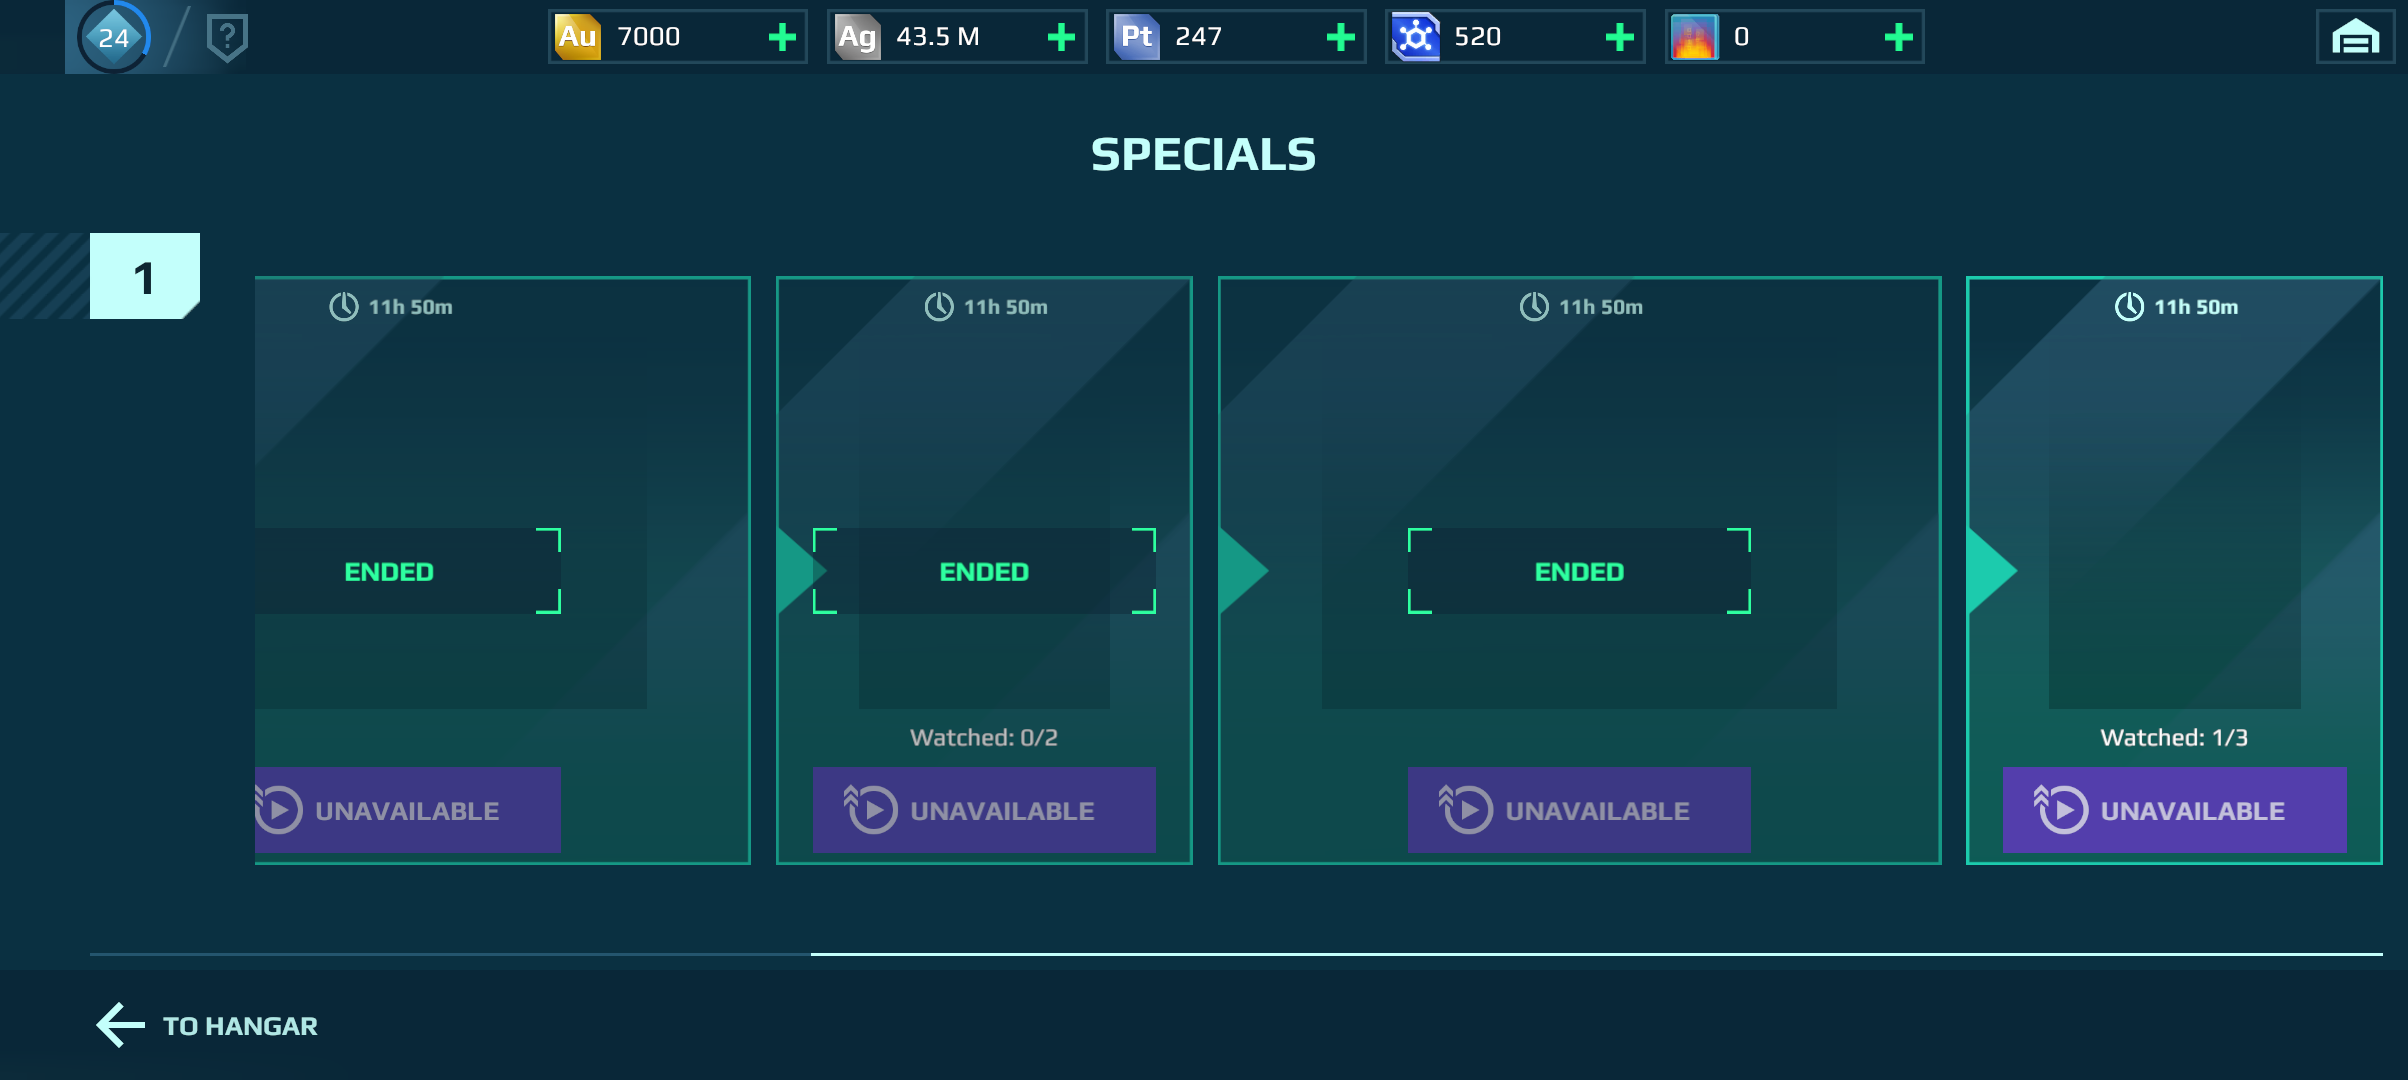 24
?
Au 7000
Ag 43.5 M
Pt 247
520
0
SPECIALS
1
11h 50m
ENDED
UNAVAILABLE
11h 50m
ENDED
Watched: 0/2
UNAVAILABLE
11h 50m
ENDED
UNAVAILABLE
11h 50m
Watched: 1/3
UNAVAILABLE
TO HANGAR